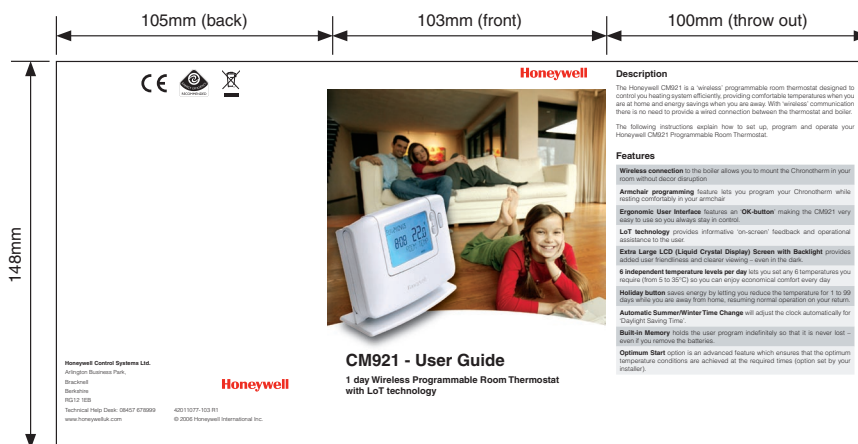 105mm (back)
103mm (front)
100mm (throw out)
148mm
RECOMMENDED
Honeywell Control Systems Ltd.
Arlington Business Park,
Bracknell
Berkshire
RG12 1EB
Technical Help Desk: 08457 678999
www.honeywelluk.com
42011077-103 R1
© 2006 Honeywell International Inc.
Honeywell
Honeywell
CM921 - User Guide
1 day Wireless Programmable Room Thermostat
with LoT technology
Description
The Honeywell CM921 is a 'wireless' programmable room thermostat designed to
control you heating system efficiently, providing comfortable temperatures when you
are at home and energy savings when you are away. With 'wireless' communication
there is no need to provide a wired connection between the thermostat and boiler.
The following instructions explain how to set up, program and operate your
Honeywell CM921 Programmable Room Thermostat.
Features
Wireless connection to the boiler allows you to mount the Chronotherm in your
room without decor disruption
Armchair programming feature lets you program your Chronotherm while
resting comfortably in your armchair
Ergonomic User Interface features an 'OK-button' making the CM921 very
easy to use so you always stay in control.
LoT technology provides informative 'on-screen' feedback and operational
assistance to the user.
Extra Large LCD (Liquid Crystal Display) Screen with Backlight provides
added user friendliness and clearer viewing – even in the dark.
6 independent temperature levels per day lets you set any 6 temperatures you
require (from 5 to 35°C) so you can enjoy economical comfort every day
Holiday button saves energy by letting you reduce the temperature for 1 to 99
days while you are away from home, resuming normal operation on your return.
Automatic Summer/Winter Time Change will adjust the clock automatically for
'Daylight Saving Time'.
Built-in Memory holds the user program indefinitely so that it is never lost –
even if you remove the batteries.
Optimum Start option is an advanced feature which ensures that the optimum
temperature conditions are achieved at the required times (option set by your
installer).